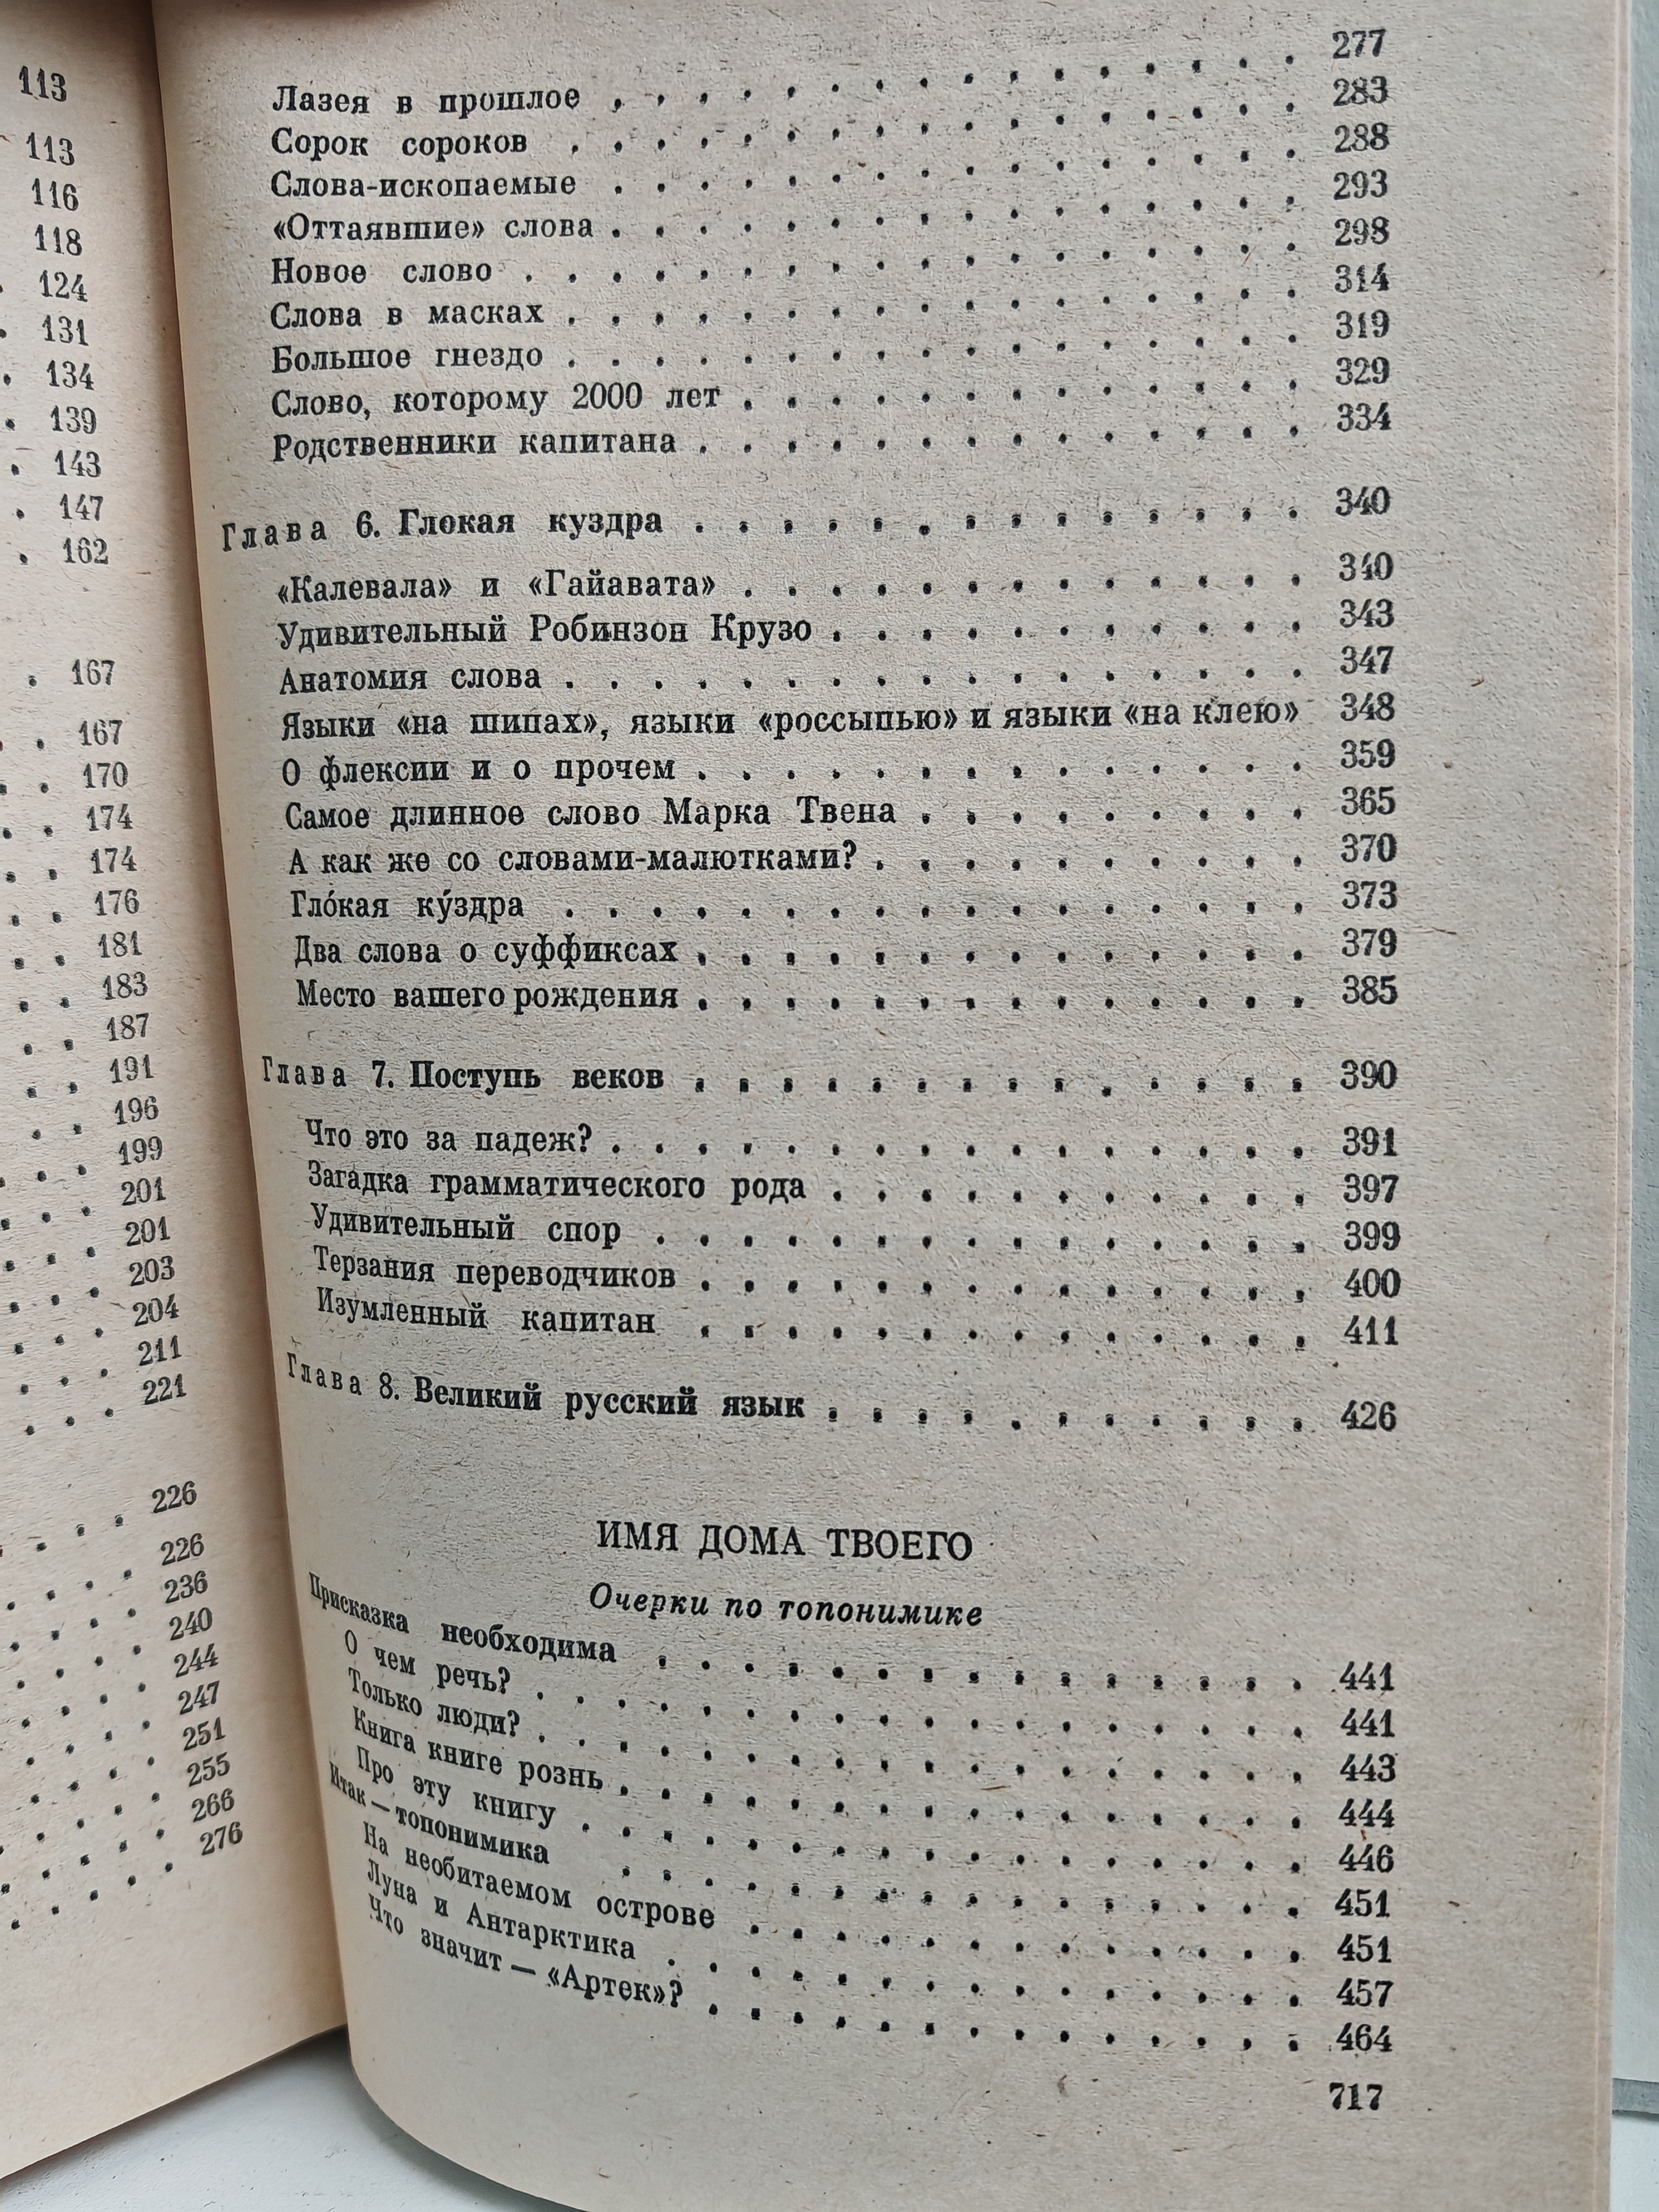 113
113
116
118
124
131
134
139
143
147
162
167
167
170
174
174
176
181
183
187
191
196
199
201
201
203
204
211
221
226
226
236
240
244
247
251
255
266
276
Лазея в прошлое . . . . . . . . . . . . . . . . 277
Сорок сороков . . . . . . . . . . . . . . . . . 283
Слова-ископаемые . . . . . . . . . . . . . . . . 288
«Оттаявшие» слова . . . . . . . . . . . . . . . . 293
Новое слово . . . . . . . . . . . . . . . . . . 298
Слова в масках . . . . . . . . . . . . . . . . . 314
Большое гнездо . . . . . . . . . . . . . . . . . 319
Слово, которому 2000 лет . . . . . . . . . . . . . 329
Родственники капитана . . . . . . . . . . . . . . 334
Глава 6. Глокая куздра . . . . . . . . . . . . . . 340
«Калевала» и «Гайавата» . . . . . . . . . . . . . 340
Удивительный Робинзон Крузо . . . . . . . . . . . 343
Анатомия слова . . . . . . . . . . . . . . . . . 347
Языки «на шипах», языки «россыпью» и языки «на клею» 348
О флексии и о прочем . . . . . . . . . . . . . . 359
Самое длинное слово Марка Твена . . . . . . . . . 365
А как же со словами-малютками? . . . . . . . . . . 370
Гло́кая ку́здра . . . . . . . . . . . . . . . . . 373
Два слова о суффиксах . . . . . . . . . . . . . . 379
Место вашего рождения . . . . . . . . . . . . . . 385
Глава 7. Поступь веков . . . . . . . . . . . . . . 390
Что это за падеж? . . . . . . . . . . . . . . . . 391
Загадка грамматического рода . . . . . . . . . . . 397
Удивительный спор . . . . . . . . . . . . . . . 399
Терзания переводчиков . . . . . . . . . . . . . . 400
Изумленный капитан . . . . . . . . . . . . . . 411
Глава 8. Великий русский язык . . . . . . . . . . . 426
ИМЯ ДОМА ТВОЕГО
Очерки по топонимике
Присказка необходима . . . . . . . . . . . . . . . 441
О чем речь? . . . . . . . . . . . . . . . . . . 441
Только люди? . . . . . . . . . . . . . . . . . . 443
Книга книге рознь . . . . . . . . . . . . . . . . 444
Про эту книгу . . . . . . . . . . . . . . . . . 446
Итак — топонимика . . . . . . . . . . . . . . . . 451
На необитаемом острове . . . . . . . . . . . . . 451
Луна и Антарктика . . . . . . . . . . . . . . . 457
Что значит — «Артек»? . . . . . . . . . . . . . . 464
717